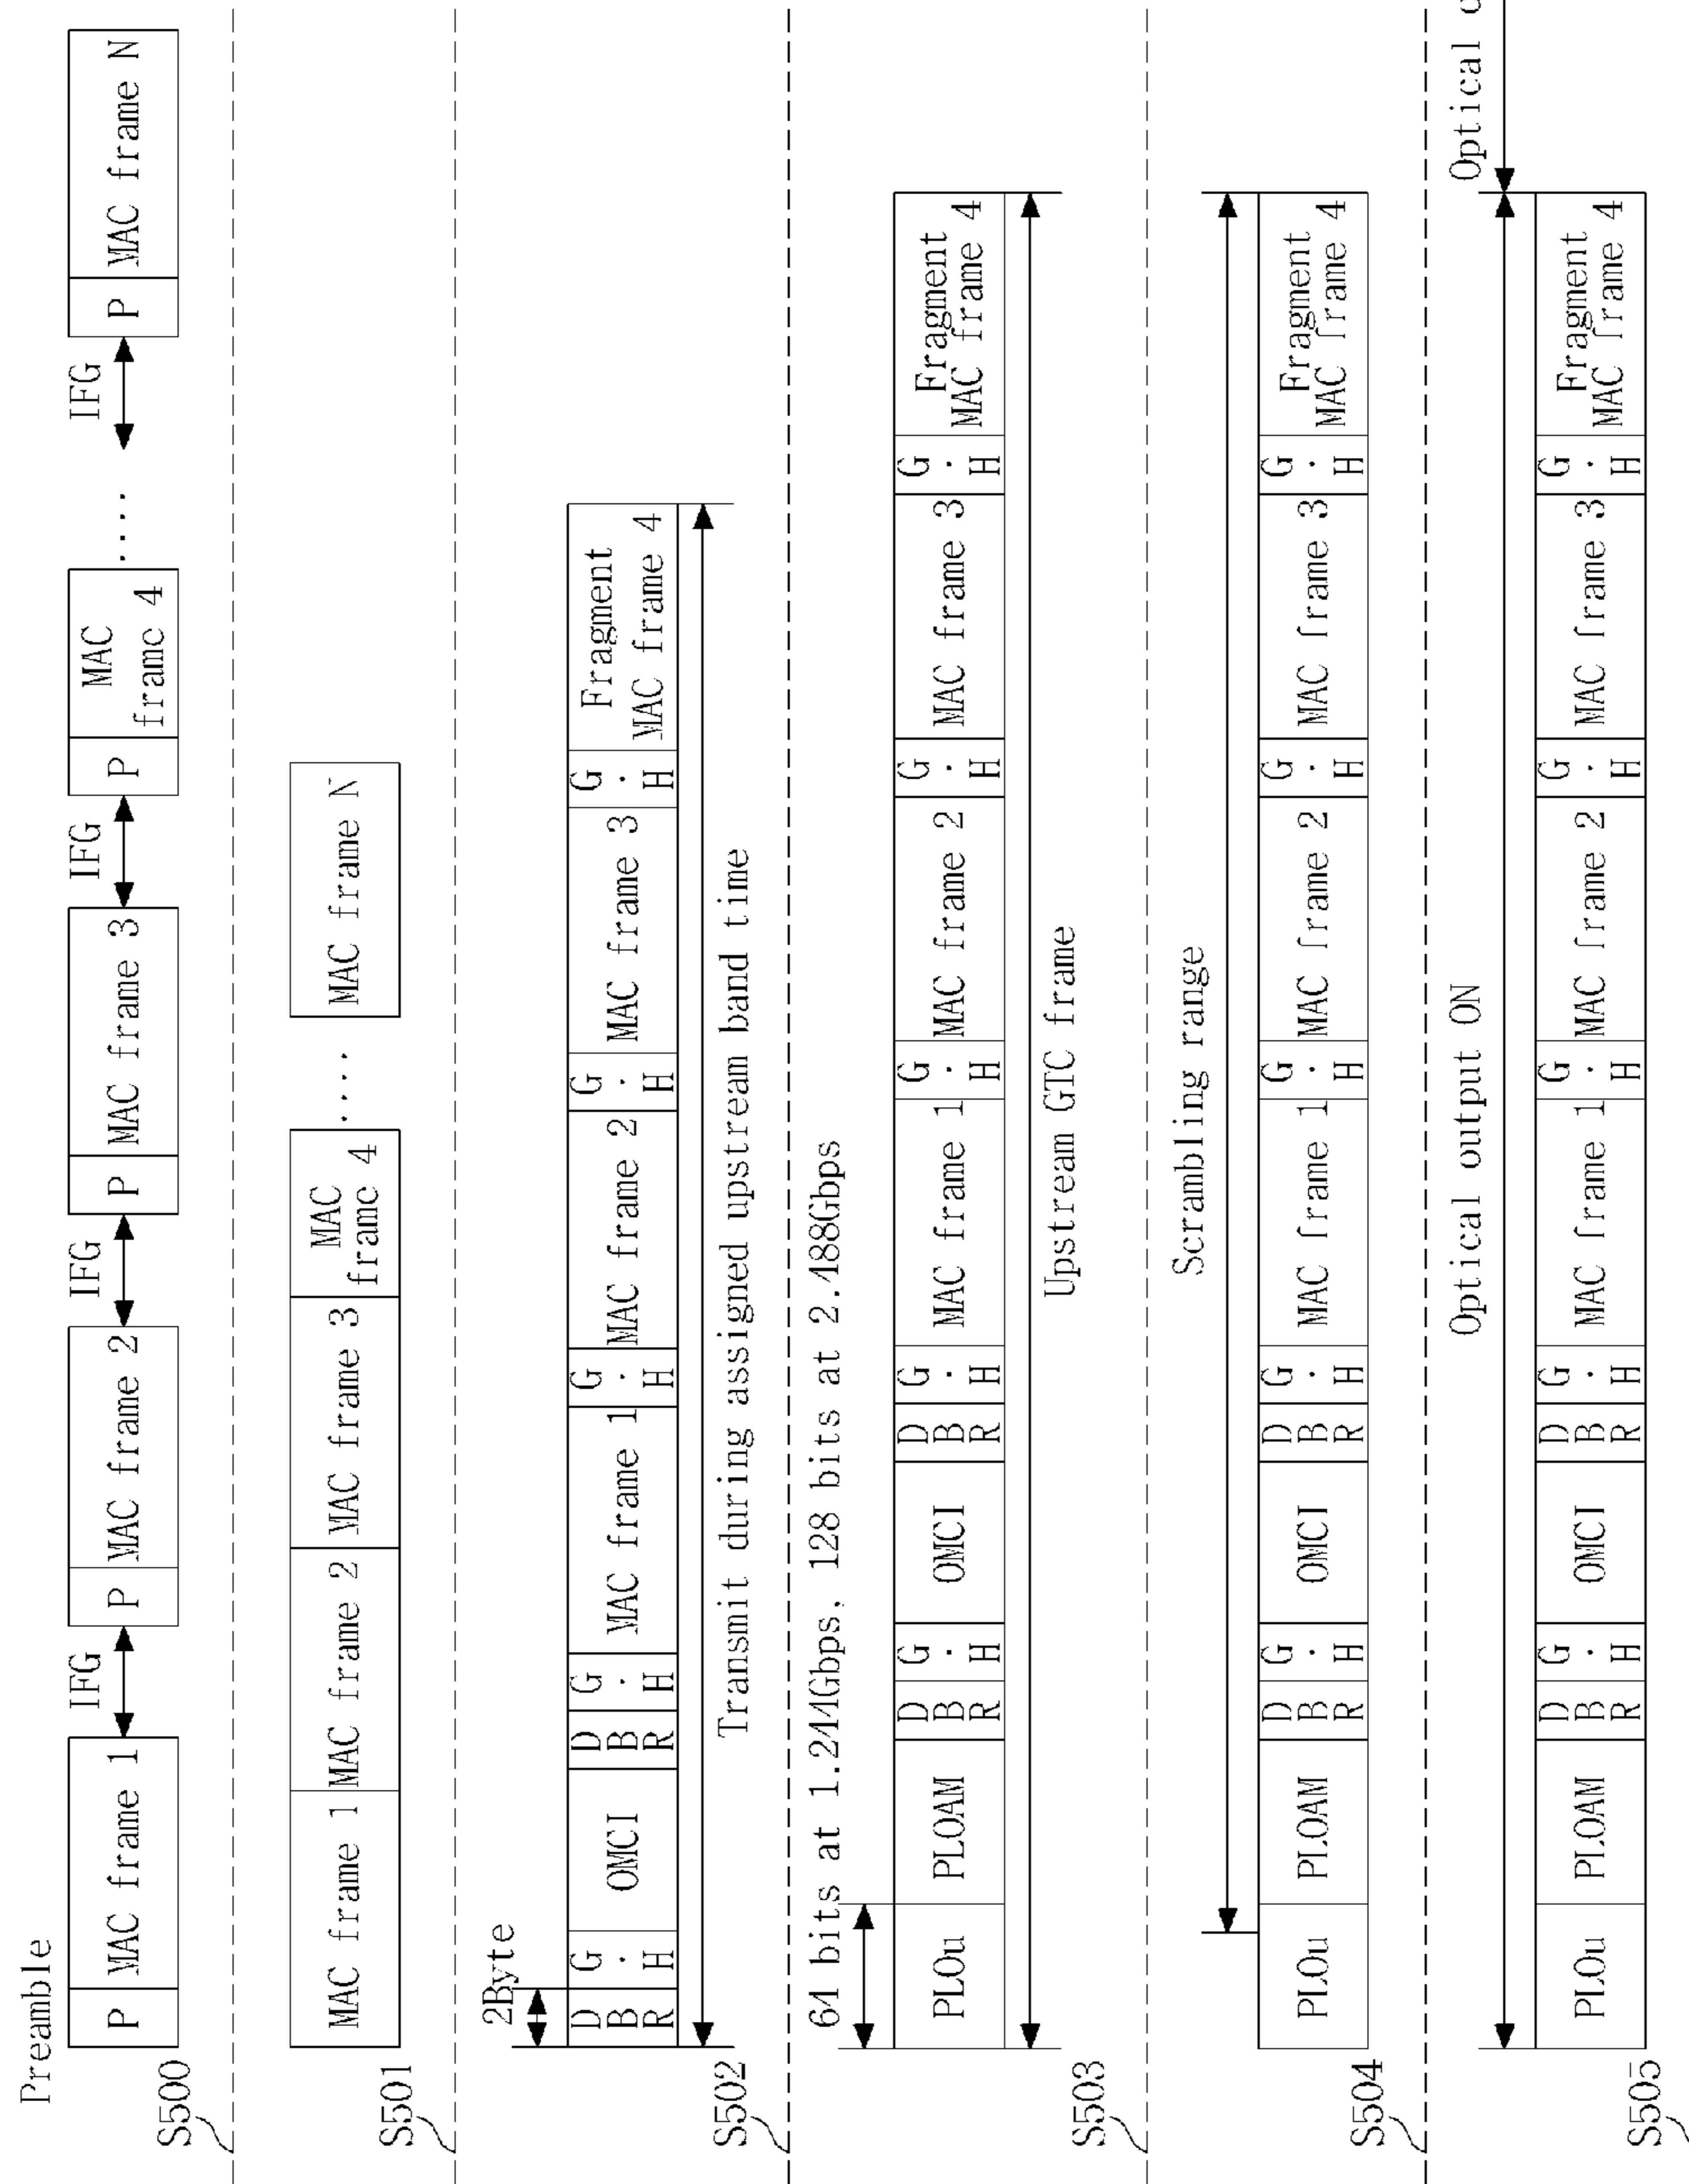 Preamble
P MAC frame 1 IFG P MAC frame 2 IFG P MAC frame 3 IFG P MAC frame 4 .... IFG P MAC frame N
S500
MAC frame 1 MAC frame 2 MAC frame 3 MAC frame 4 .... MAC frame N
S501
2Byte
DBR G.H OMCI DBR G.H MAC frame 1 G.H MAC frame 2 G.H MAC frame 3 G.H Fragment MAC frame 4
Transmit during assigned upstream band time
S502
64 bits at 1.244Gbps, 128 bits at 2.488Gbps
PLOu PLOAM DBR G.H OMCI DBR G.H MAC frame 1 G.H MAC frame 2 G.H MAC frame 3 G.H Fragment MAC frame 4
Upstream GTC frame
S503
Scrambling range
PLOu PLOAM DBR G.H OMCI DBR G.H MAC frame 1 G.H MAC frame 2 G.H MAC frame 3 G.H Fragment MAC frame 4
S504
Optical output ON
Optical
PLOu PLOAM DBR G.H OMCI DBR G.H MAC frame 1 G.H MAC frame 2 G.H MAC frame 3 G.H Fragment MAC frame 4
S505